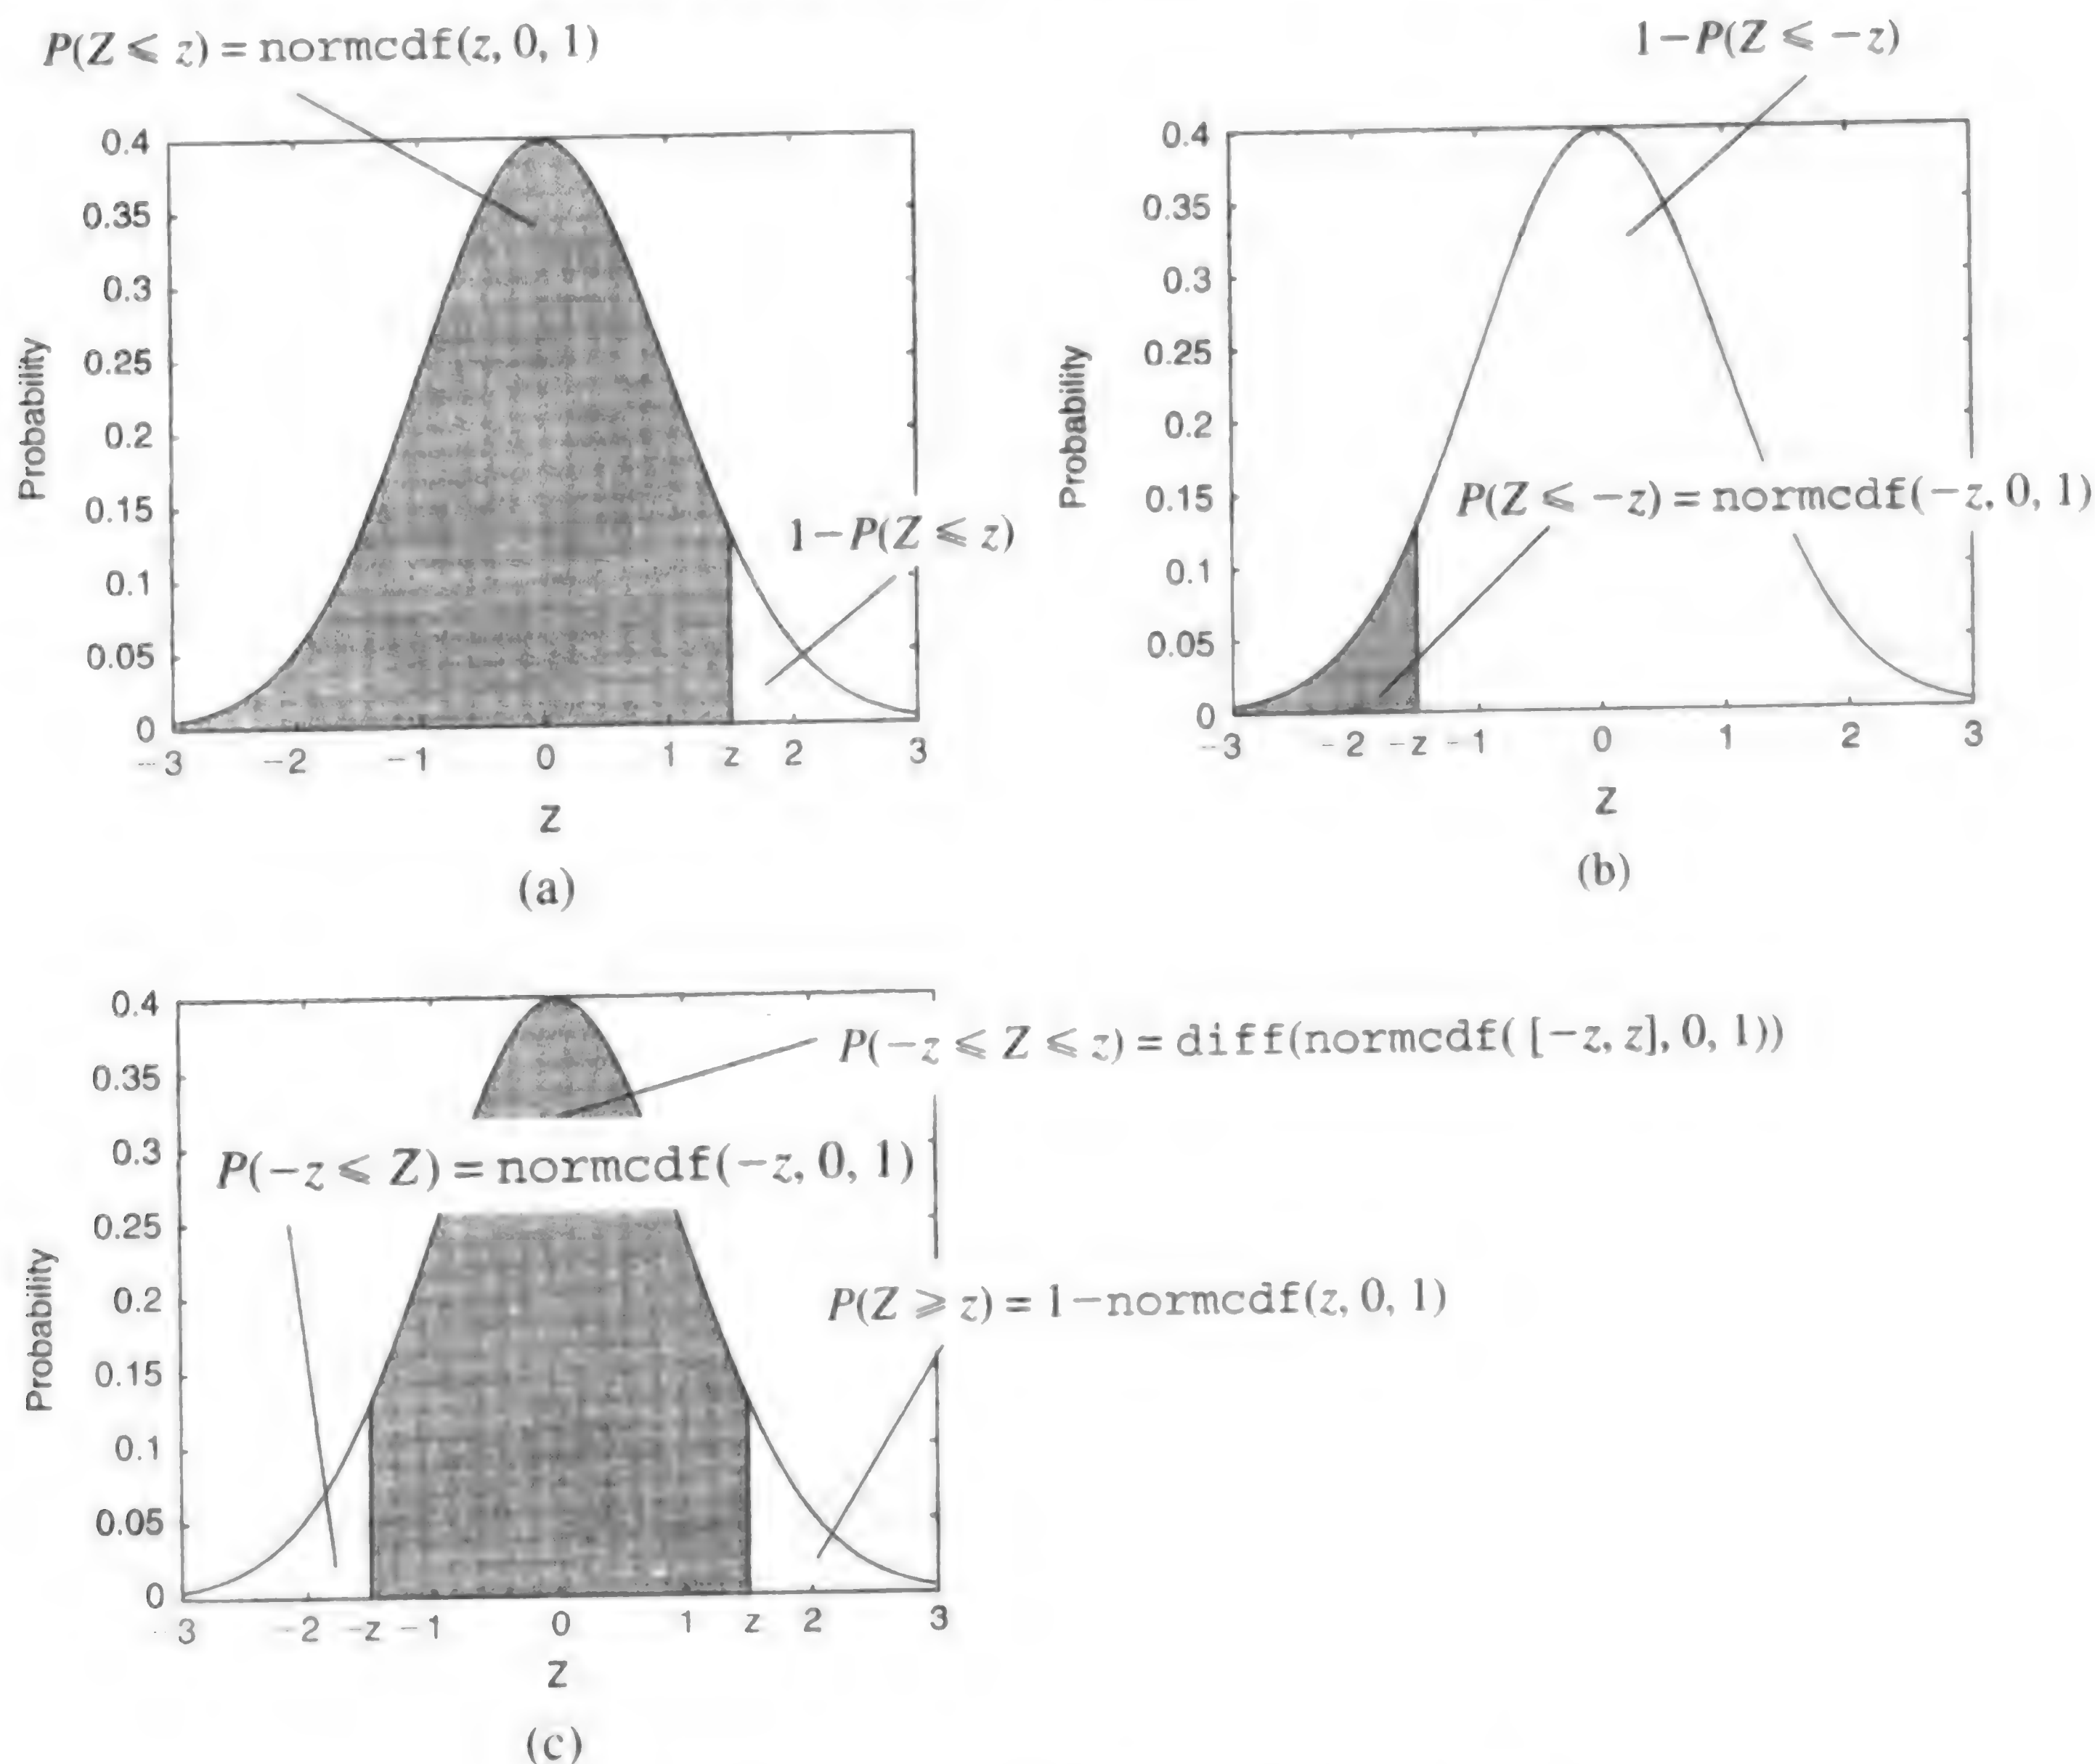 P(Z ⩽ z) = normcdf(z, 0, 1)
0.4
0.35
0.3
0.25
0.2
0.15
0.1
0.05
0
Probability
1−P(Z ⩽ z)
−3 −2 −1 0 1 z 2 3
z
(a)
1−P(Z ⩽ −z)
0.4
0.35
0.3
0.25
0.2
0.15
0.1
0.05
0
Probability
P(Z ⩽ −z) = normcdf(−z, 0, 1)
−3 −2 −z −1 0 1 2 3
z
(b)
0.4
0.35
0.3
0.25
0.2
0.15
0.1
0.05
0
Probability
P(−z ⩽ Z ⩽ z) = diff(normcdf([−z, z], 0, 1))
P(−z ⩽ Z) = normcdf(−z, 0, 1)
P(Z ⩾ z) = 1−normcdf(z, 0, 1)
−3 −2 −z −1 0 1 z 2 3
z
(c)